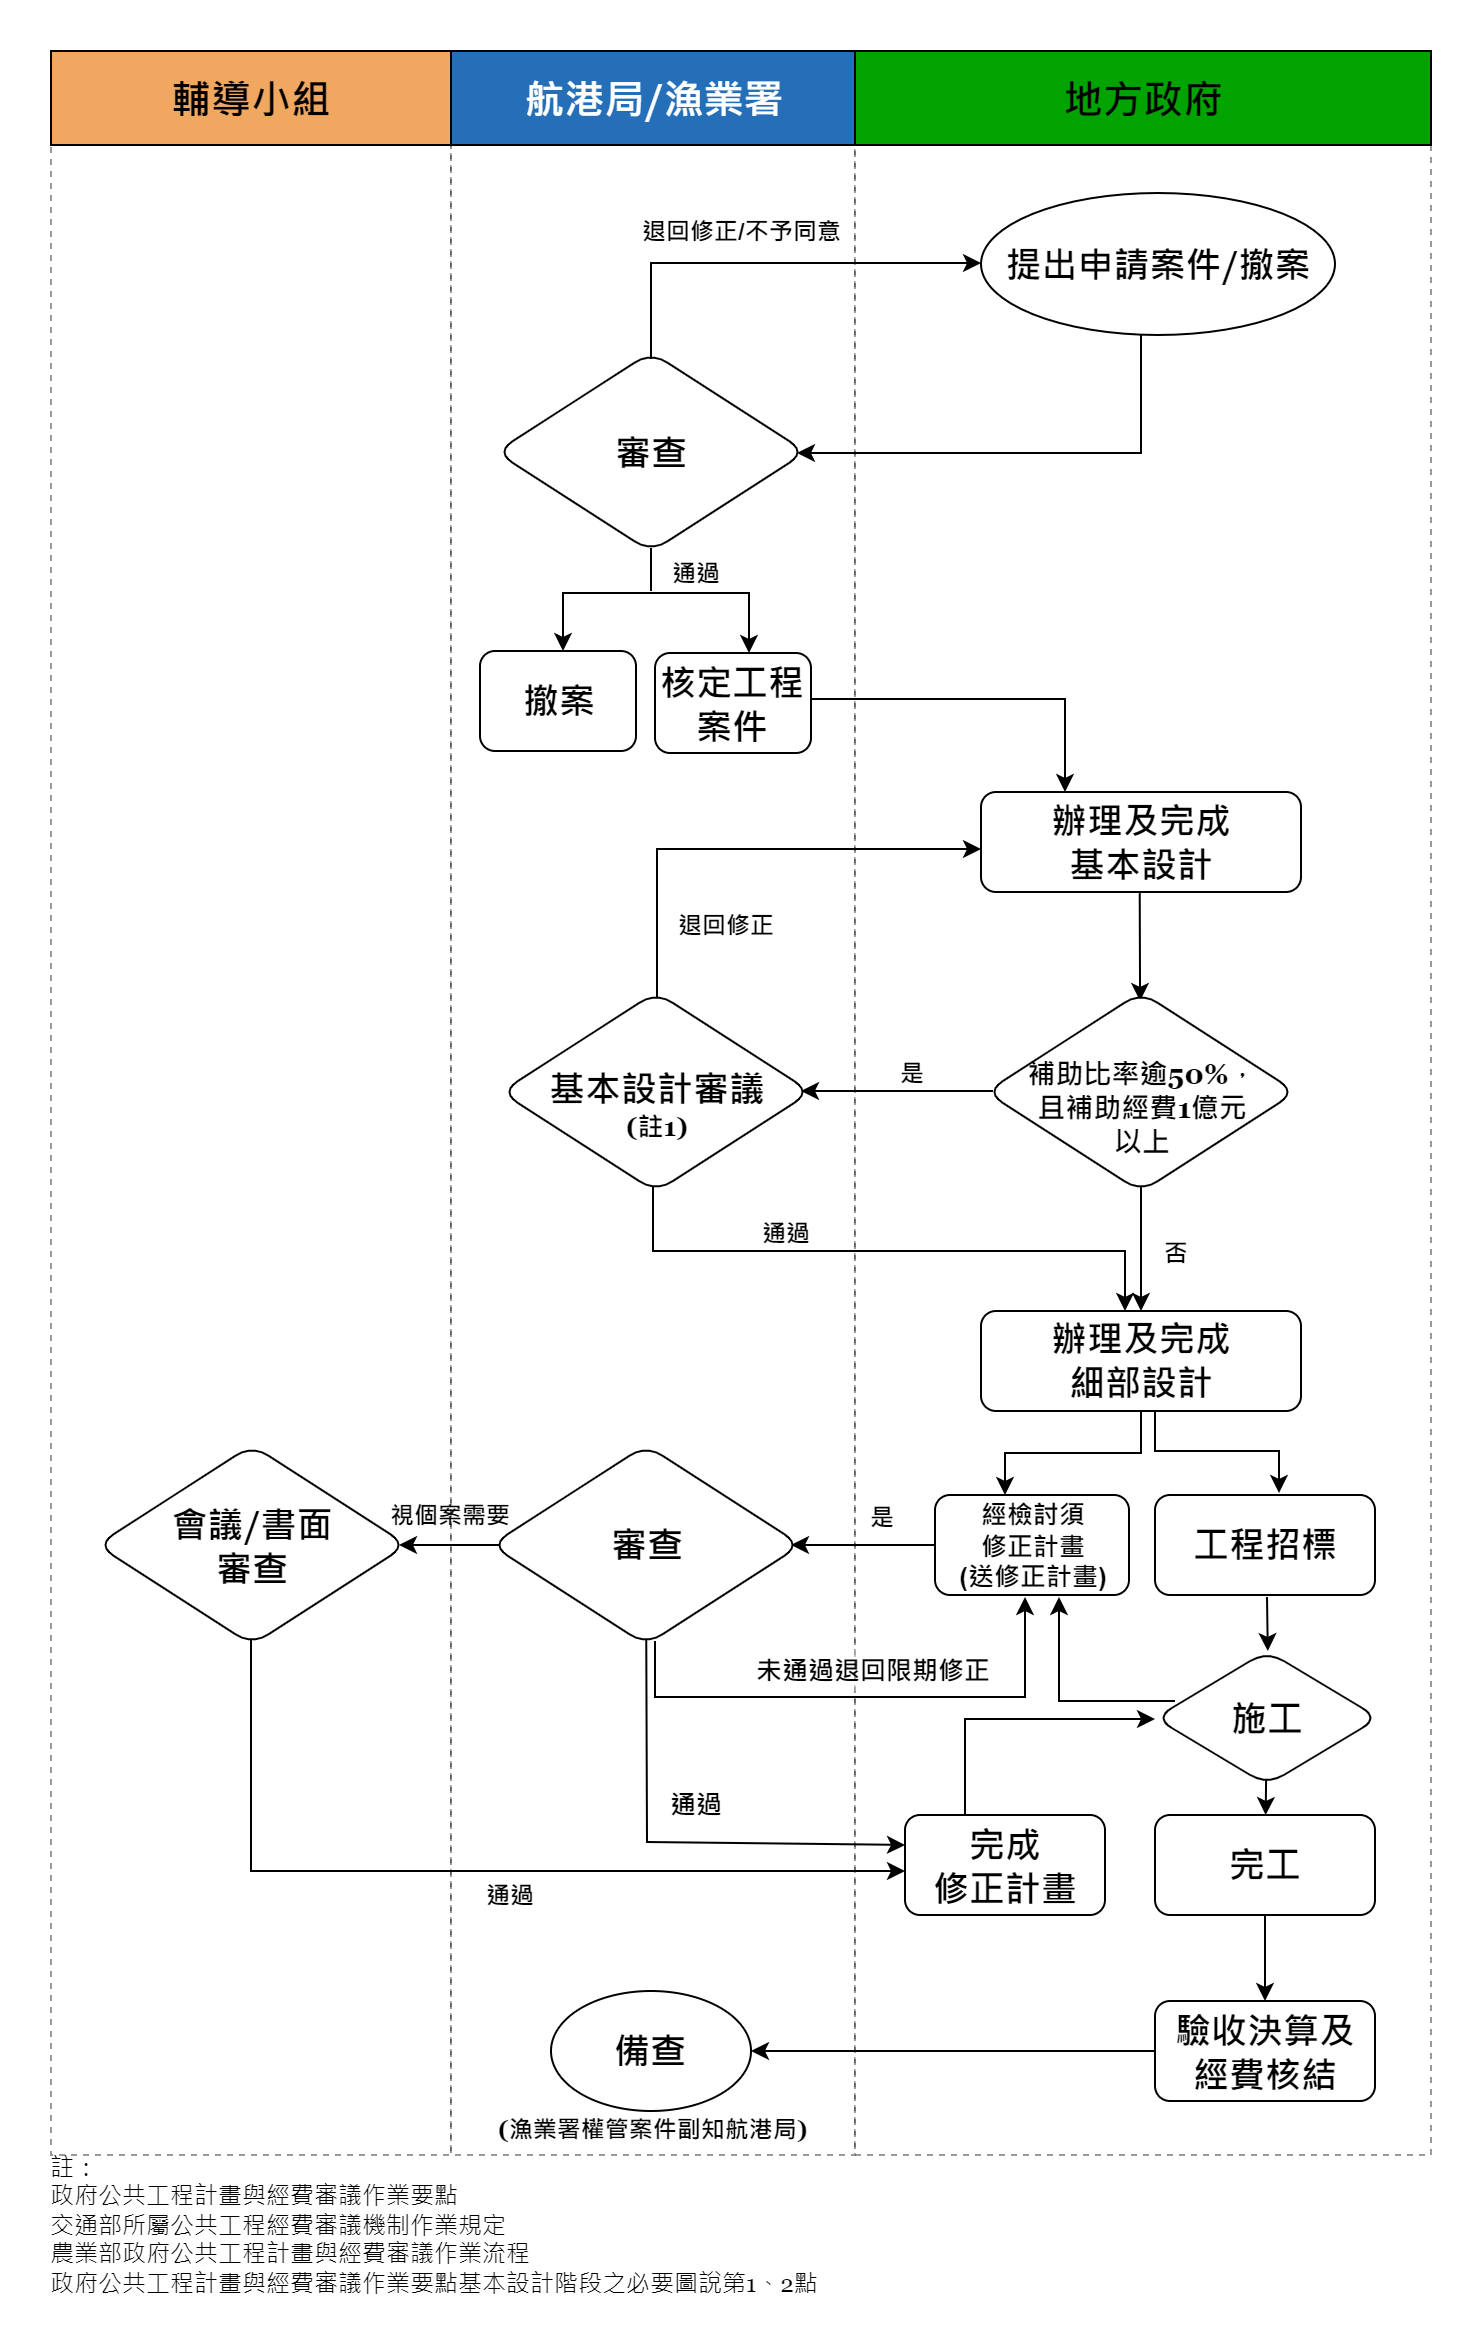 輔導小組
航港局/漁業署
地方政府
退回修正/不予同意
提出申請案件/撤案
審查
通過
撤案
核定工程
案件
辦理及完成
基本設計
退回修正
基本設計審議
(註1)
是
補助比率逾50%，
且補助經費1億元
以上
通過
否
辦理及完成
細部設計
會議/書面
審查
視個案需要
審查
是
經檢討須
修正計畫
(送修正計畫)
工程招標
未通過退回限期修正
施工
通過
完成
修正計畫
完工
通過
備查
(漁業署權管案件副知航港局)
驗收決算及
經費核結
註：
政府公共工程計畫與經費審議作業要點
交通部所屬公共工程經費審議機制作業規定
農業部政府公共工程計畫與經費審議作業流程
政府公共工程計畫與經費審議作業要點基本設計階段之必要圖說第1、2點